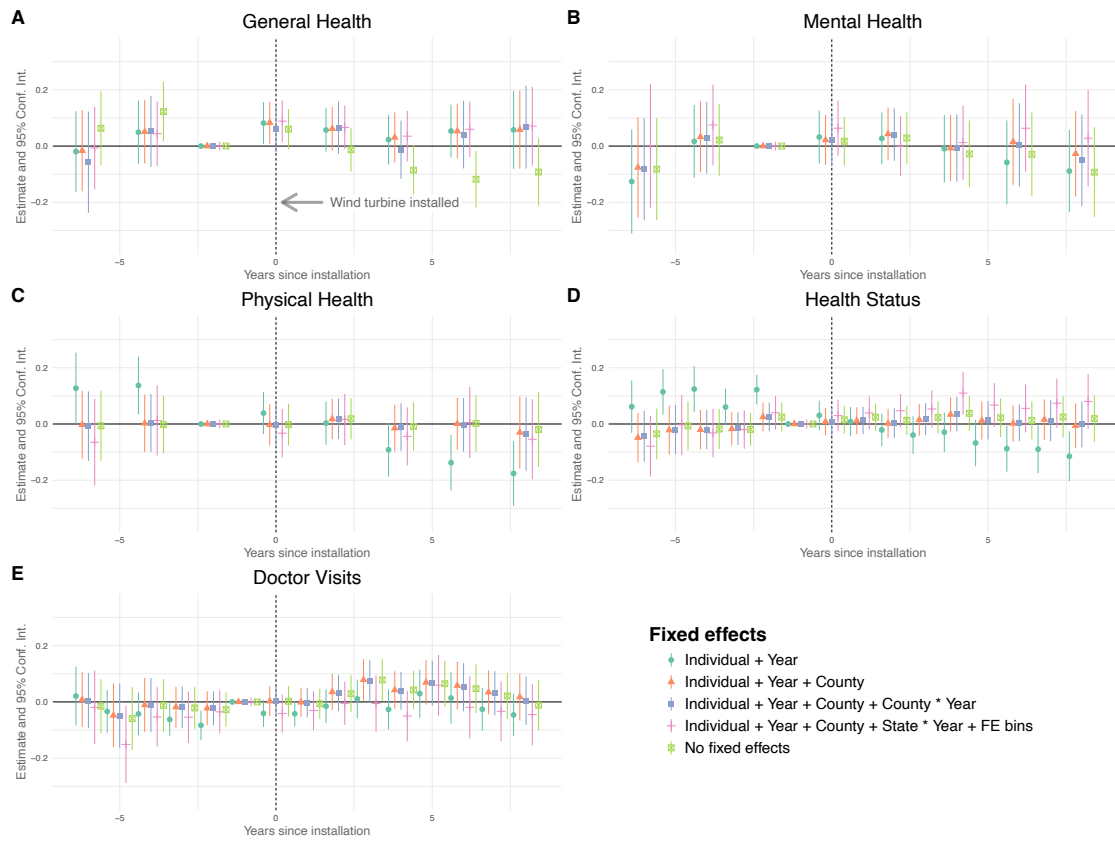 A
General Health
Estimate and 95% Conf. Int.
0.2
0.0
−0.2
Wind turbine installed
−5
0
5
Years since installation
B
Mental Health
Estimate and 95% Conf. Int.
0.2
0.0
−0.2
−5
0
5
Years since installation
C
Physical Health
Estimate and 95% Conf. Int.
0.2
0.0
−0.2
−5
0
5
Years since installation
D
Health Status
Estimate and 95% Conf. Int.
0.2
0.0
−0.2
−5
0
5
Years since installation
E
Doctor Visits
Estimate and 95% Conf. Int.
0.2
0.0
−0.2
−5
0
5
Years since installation
Fixed effects
Individual + Year
Individual + Year + County
Individual + Year + County + County * Year
Individual + Year + County + State * Year + FE bins
No fixed effects